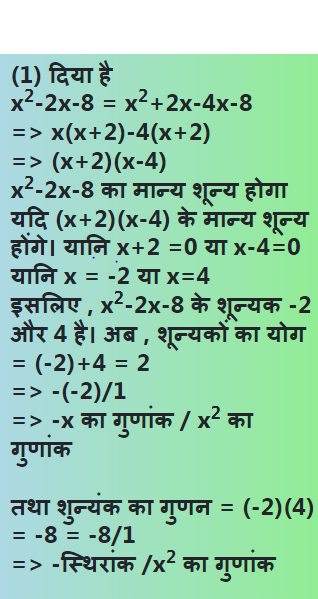 (1) दिया है
x²-2x-8 = x²+2x-4x-8
=> x(x+2)-4(x+2)
=> (x+2)(x-4)
x²-2x-8 का मान्य शून्य होगा
यदि (x+2)(x-4) के मान्य शून्य
होंगे। यानि x+2 =0 या x-4=0
यानि x = -2 या x=4
इसलिए , x²-2x-8 के शून्यक -2
और 4 है। अब , शून्यकों का योग
= (-2)+4 = 2
=> -(-2)/1
=> -x का गुणांक / x² का
गुणांक
तथा शुन्यंक का गुणन = (-2)(4)
= -8 = -8/1
=> -स्थिरांक /x² का गुणांक